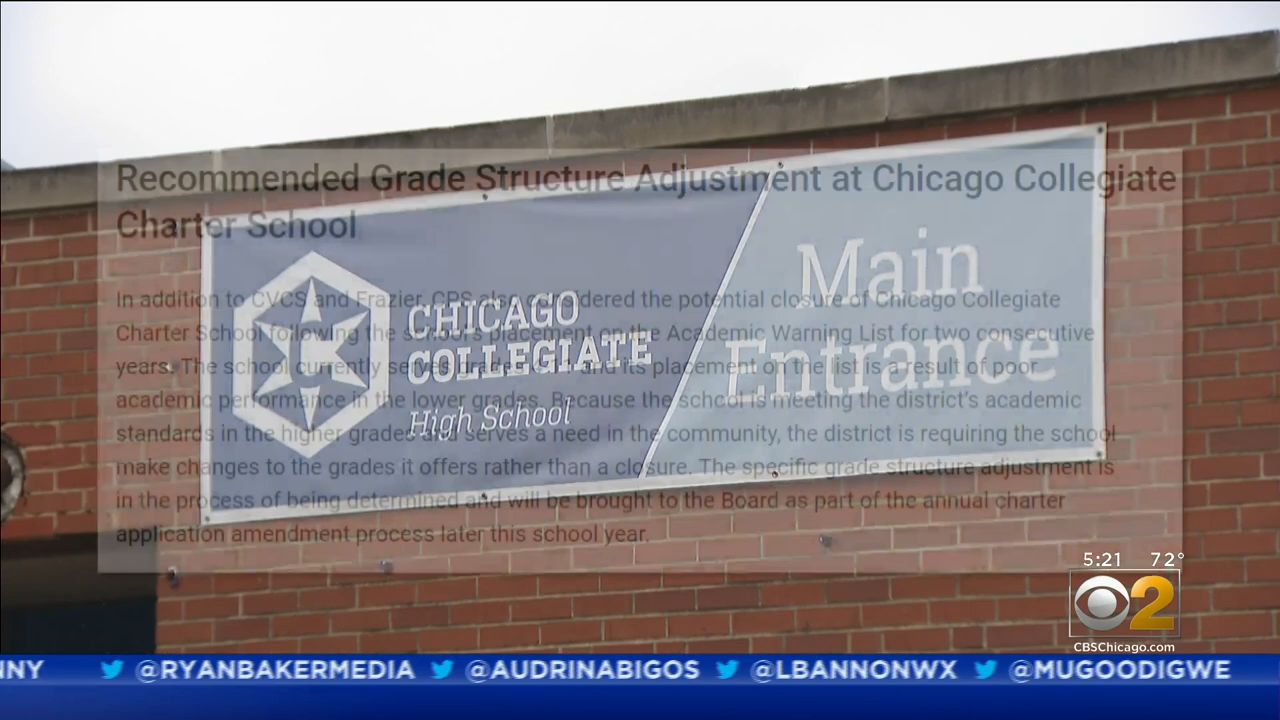 Recommended Grade Structure Adjustment at Chicago Collegiate
Charter School
In addition to CVCS and Frazier, CPS also considered the potential closure of Chicago Collegiate
Charter School following the school's placement on the Academic Warning List for two consecutive
years. The school currently serves and its placement on the list is a result of poor
academic performance in the lower grades. Because the school is meeting the district's academic
standards in the higher grades and serves a need in the community, the district is requiring the school
make changes to the grades it offers rather than a closure. The specific grade structure adjustment is
in the process of being determined and will be brought to the Board as part of the annual charter
application amendment process later this school year.
CHICAGO
COLLEGIATE
High School
Main
Entrance
5:21 72°
2
CBSChicago.com
NNY @RYANBAKERMEDIA @AUDRINABIGOS @LBANNONWX @MUGOODIGWE